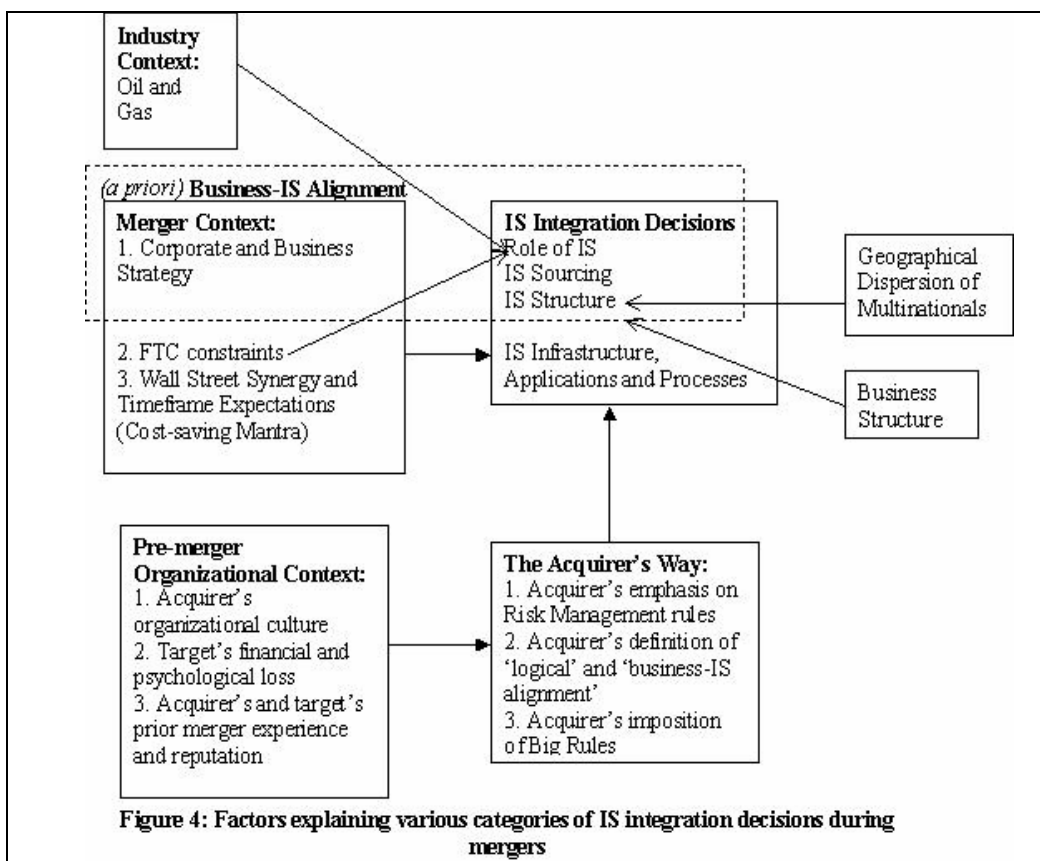 Industry
Context:
Oil and
Gas
(a priori) Business-IS Alignment
Merger Context:
1. Corporate and Business
Strategy
2. FTC constraints
3. Wall Street Synergy and
Timeframe Expectations
(Cost-saving Mantra)
IS Integration Decisions
Role of IS
IS Sourcing
IS Structure
IS Infrastructure,
Applications and Processes
Geographical
Dispersion of
Multinationals
Business
Structure
Pre-merger
Organizational Context:
1. Acquirer's
organizational culture
2. Target's financial and
psychological loss
3. Acquirer's and target's
prior merger experience
and reputation
The Acquirer's Way:
1. Acquirer's emphasis on
Risk Management rules
2. Acquirer's definition of
'logical' and 'business-IS
alignment'
3. Acquirer's imposition
of Big Rules
Figure 4: Factors explaining various categories of IS integration decisions during
mergers